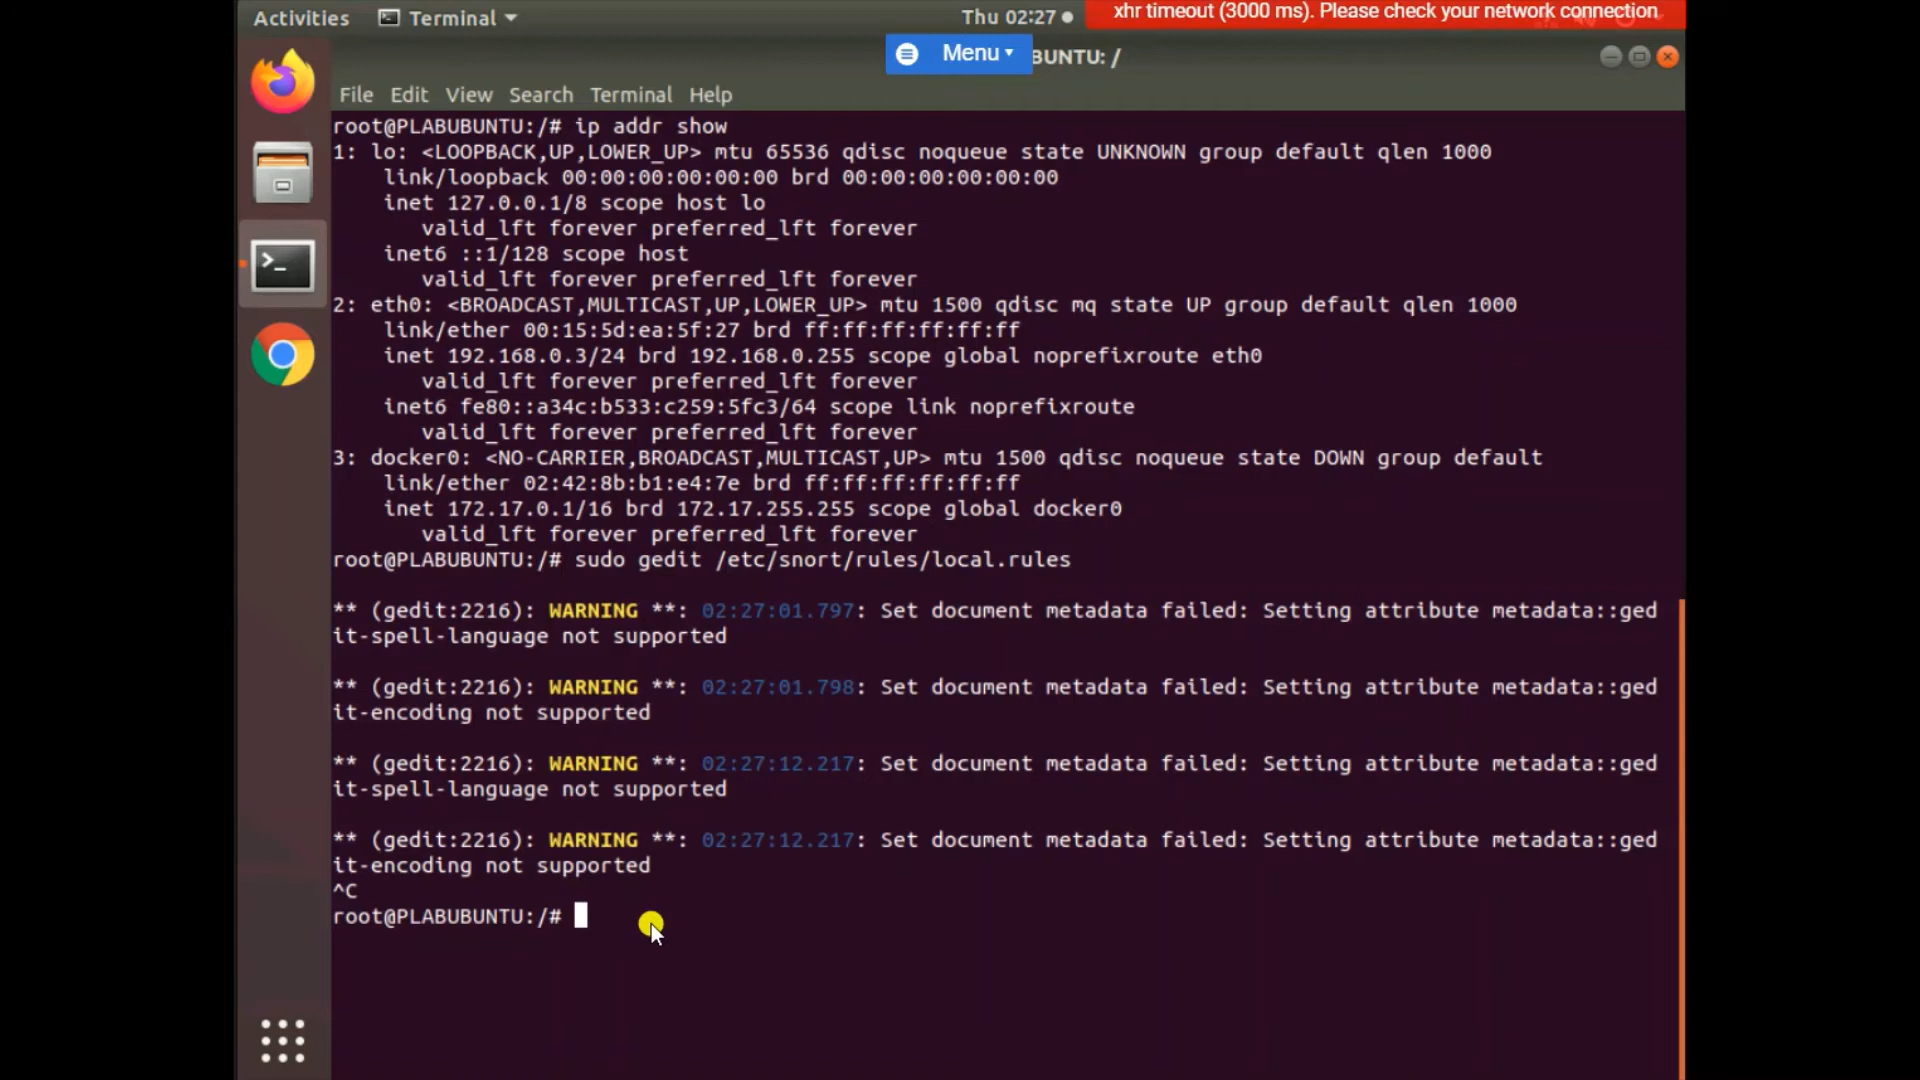 Activities Terminal Thu 02:27 xhr timeout (3000 ms). Please check your network connection
Menu BUNTU: /
File Edit View Search Terminal Help
root@PLABUBUNTU:/# ip addr show
1: lo: <LOOPBACK,UP,LOWER_UP> mtu 65536 qdisc noqueue state UNKNOWN group default qlen 1000
link/loopback 00:00:00:00:00:00 brd 00:00:00:00:00:00
inet 127.0.0.1/8 scope host lo
valid_lft forever preferred_lft forever
inet6 ::1/128 scope host
valid_lft forever preferred_lft forever
2: eth0: <BROADCAST,MULTICAST,UP,LOWER_UP> mtu 1500 qdisc mq state UP group default qlen 1000
link/ether 00:15:5d:ea:5f:27 brd ff:ff:ff:ff:ff:ff
inet 192.168.0.3/24 brd 192.168.0.255 scope global noprefixroute eth0
valid_lft forever preferred_lft forever
inet6 fe80::a34c:b533:c259:5fc3/64 scope link noprefixroute
valid_lft forever preferred_lft forever
3: docker0: <NO-CARRIER,BROADCAST,MULTICAST,UP> mtu 1500 qdisc noqueue state DOWN group default
link/ether 02:42:8b:b1:e4:7e brd ff:ff:ff:ff:ff:ff
inet 172.17.0.1/16 brd 172.17.255.255 scope global docker0
valid_lft forever preferred_lft forever
root@PLABUBUNTU:/# sudo gedit /etc/snort/rules/local.rules
** (gedit:2216): WARNING **: 02:27:01.797: Set document metadata failed: Setting attribute metadata::ged
it-spell-language not supported
** (gedit:2216): WARNING **: 02:27:01.798: Set document metadata failed: Setting attribute metadata::ged
it-encoding not supported
** (gedit:2216): WARNING **: 02:27:12.217: Set document metadata failed: Setting attribute metadata::ged
it-spell-language not supported
** (gedit:2216): WARNING **: 02:27:12.217: Set document metadata failed: Setting attribute metadata::ged
it-encoding not supported
^C
root@PLABUBUNTU:/#